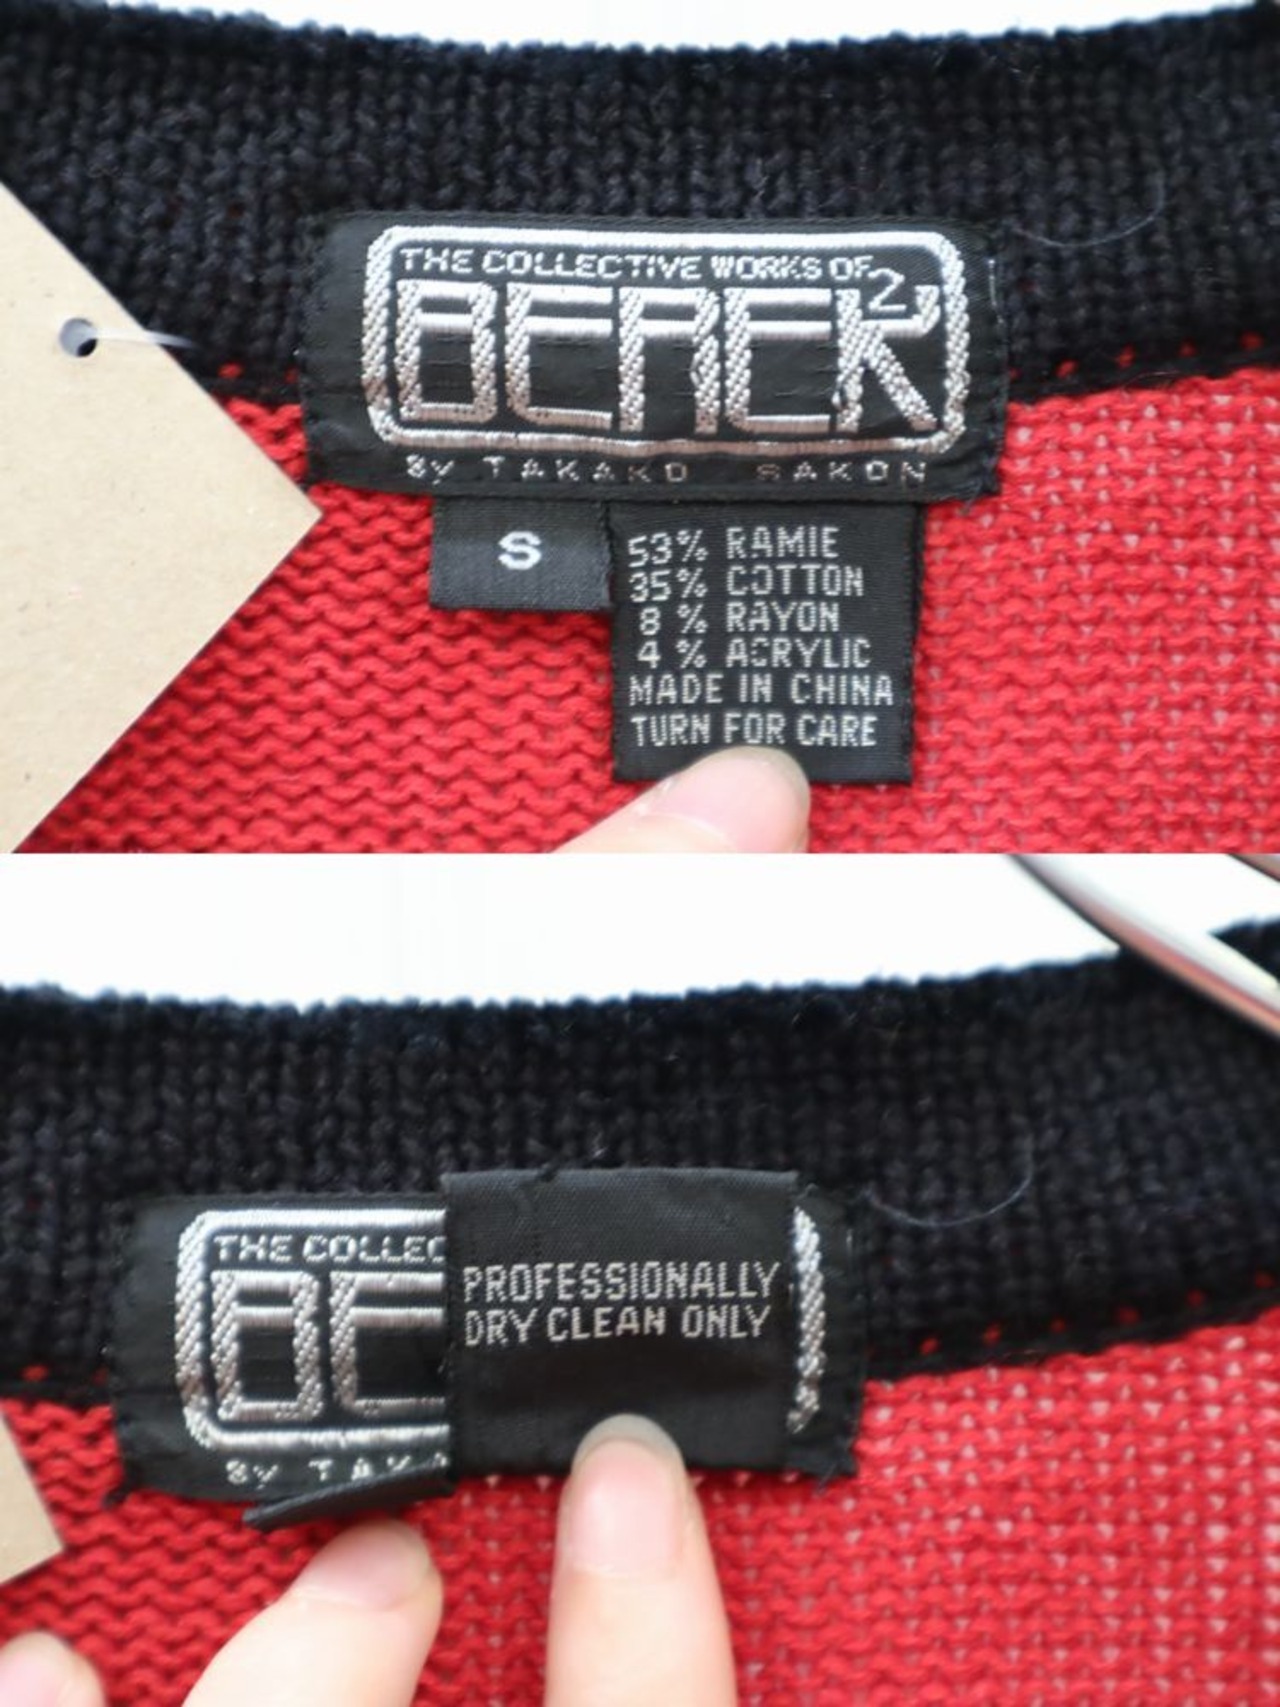 THE COLLECTIVE WORKS OF
BEREK 2
By TAKAKO SAKON
S
53% RAMIE
35% COTTON
8% RAYON
4% ACRYLIC
MADE IN CHINA
TURN FOR CARE
THE COLLEC
BE
By TAKA
PROFESSIONALLY
DRY CLEAN ONLY